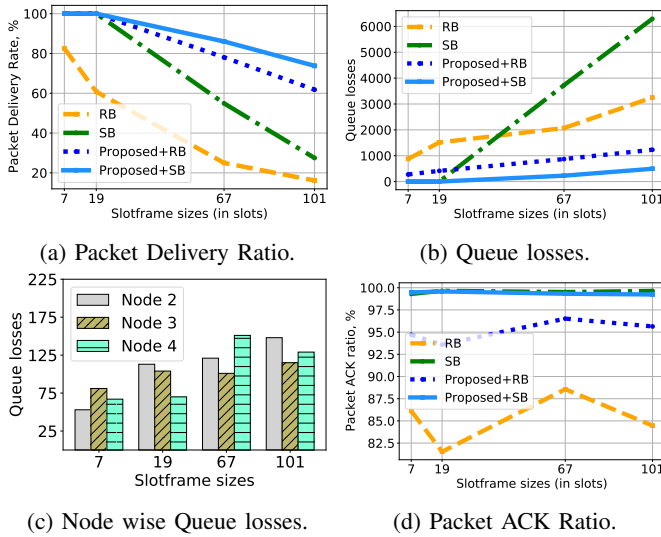 Packet Delivery Rate, %
100
80
60
40
20
RB
SB
Proposed+RB
Proposed+SB
7 19 67 101
Slotframe sizes (in slots)
(a) Packet Delivery Ratio.
Queue losses
6000
5000
4000
3000
2000
1000
0
RB
SB
Proposed+RB
Proposed+SB
7 19 67 101
Slotframe sizes (in slots)
(b) Queue losses.
Queue losses
225
175
125
75
25
Node 2
Node 3
Node 4
7 19 67 101
Slotframe sizes
(c) Node wise Queue losses.
Packet ACK ratio, %
100.0
97.5
95.0
92.5
90.0
87.5
85.0
82.5
RB
SB
Proposed+RB
Proposed+SB
7 19 67 101
Slotframe sizes (in slots)
(d) Packet ACK Ratio.